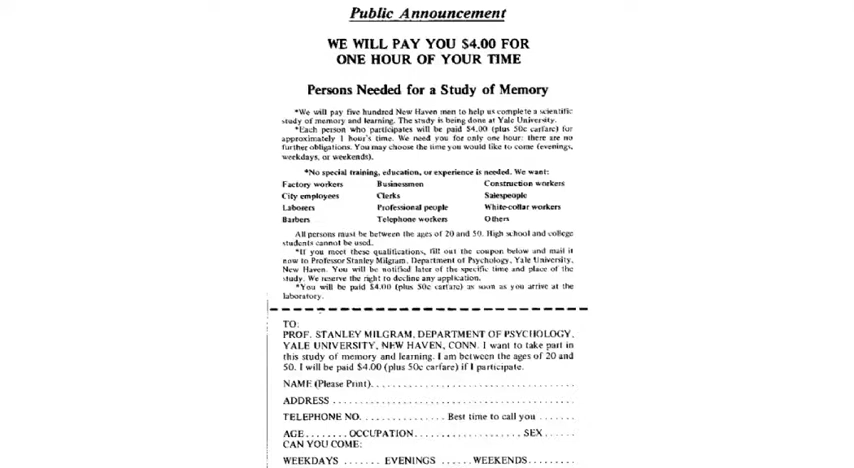 Public Announcement
WE WILL PAY YOU $4.00 FOR
ONE HOUR OF YOUR TIME
Persons Needed for a Study of Memory
*We will pay five hundred New Haven men to help us complete a scientific
study of memory and learning. The study is being done at Yale University.
*Each person who participates will be paid $4.00 (plus 50c carfare) for
approximately 1 hour's time. We need you for only one hour: there are no
further obligations. You may choose the time you would like to come (evenings,
weekdays, or weekends).
*No special training, education, or experience is needed. We want:
Factory workers Businessmen Construction workers
City employees Clerks Salespeople
Laborers Professional people White-collar workers
Barbers Telephone workers Others
All persons must be between the ages of 20 and 50. High school and college
students cannot be used.
*If you meet these qualifications, fill out the coupon below and mail it
now to Professor Stanley Milgram, Department of Psychology, Yale University,
New Haven. You will be notified later of the specific time and place of the
study. We reserve the right to decline any application.
*You will be paid $4.00 (plus 50c carfare) as soon as you arrive at the
laboratory.
TO:
PROF. STANLEY MILGRAM, DEPARTMENT OF PSYCHOLOGY,
YALE UNIVERSITY, NEW HAVEN, CONN. I want to take part in
this study of memory and learning. I am between the ages of 20 and
50. I will be paid $4.00 (plus 50c carfare) if I participate.
NAME (Please Print). . . . . . . . . . . . . . . . . . . . . . . . . . . . . . . . . .
ADDRESS . . . . . . . . . . . . . . . . . . . . . . . . . . . . . . . . . . . . . . . .
TELEPHONE NO. . . . . . . . . . . . . . . Best time to call you . . . . . . .
AGE . . . . . . . OCCUPATION. . . . . . . . . . . . . . . . . . SEX . . . . .
CAN YOU COME:
WEEKDAYS . . . . . . . EVENINGS . . . . . WEEKENDS. . . . . . . .